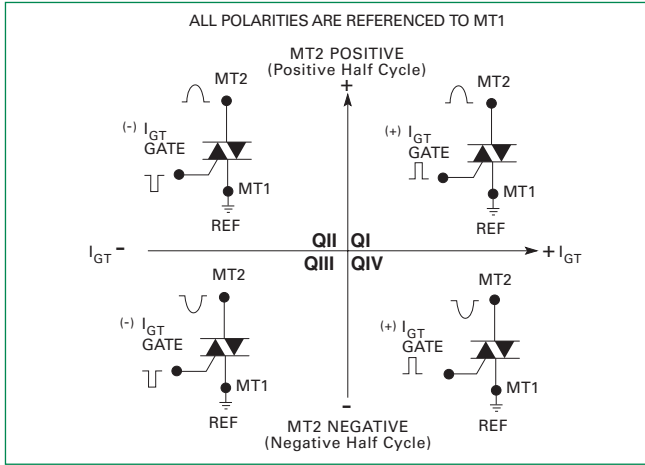 ALL POLARITIES ARE REFERENCED TO MT1
MT2 POSITIVE
(Positive Half Cycle)
+
MT2
(-) IGT
GATE
MT1
REF
MT2
(+) IGT
GATE
MT1
REF
IGT -
QII QI
QIII QIV
+ IGT
MT2
(-) IGT
GATE
MT1
REF
MT2
(+) IGT
GATE
MT1
REF
-
MT2 NEGATIVE
(Negative Half Cycle)